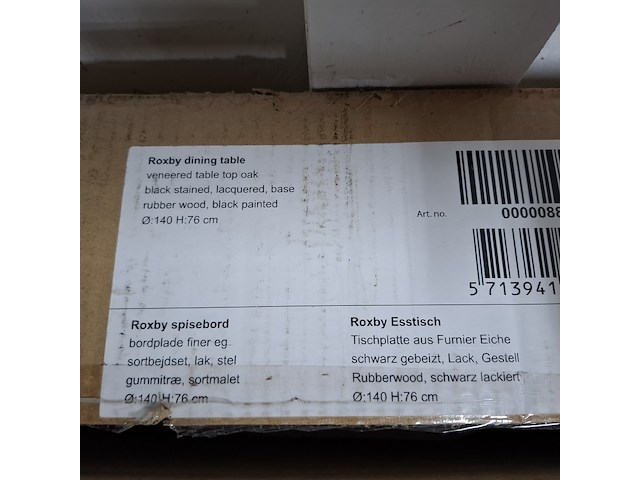 Roxby dining table
veneered table top oak
black stained, lacquered, base
rubber wood, black painted
Ø:140 H:76 cm
Art.no.
0000088
5 713941
Roxby spisebord
bordplade finer eg
sortbejdset, lak, stel
gummitræ, sortmalet
Ø:140 H:76 cm
Roxby Esstisch
Tischplatte aus Furnier Eiche
schwarz gebeizt, Lack, Gestell
Rubberwood, schwarz lackiert
Ø:140 H:76 cm